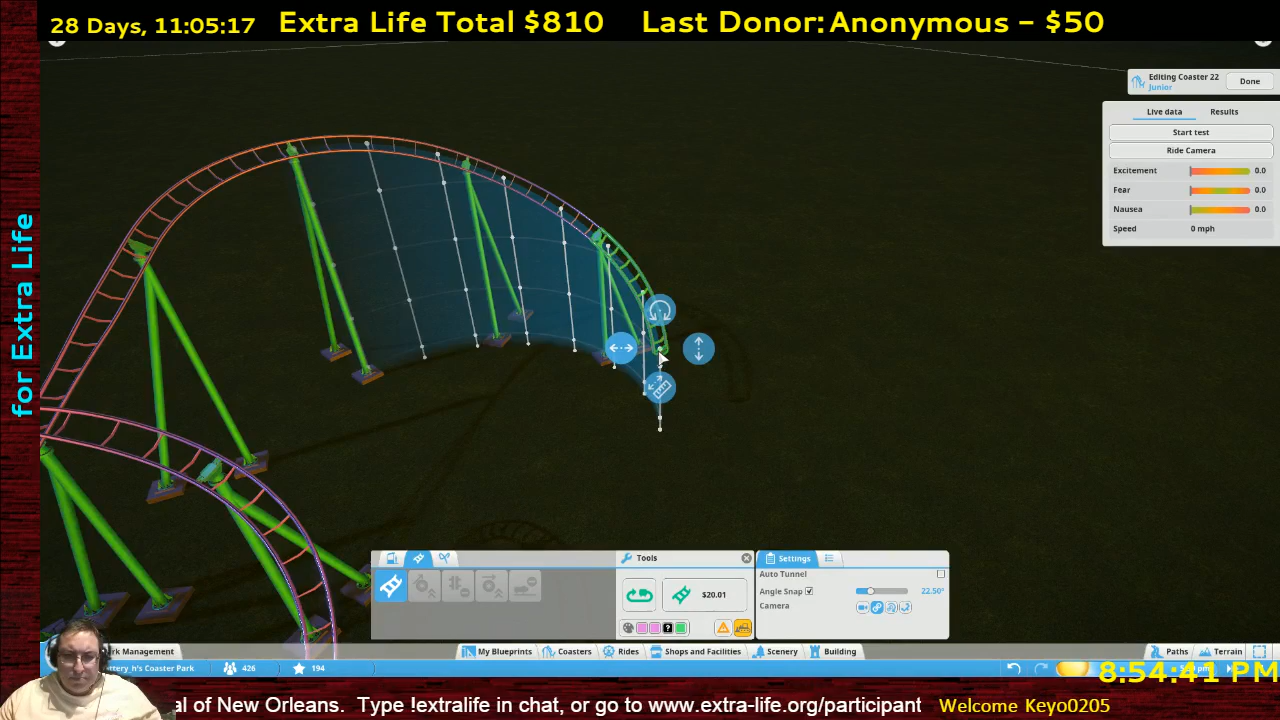 28 Days, 11:05:17 Extra Life Total $810 Last Donor: Anonymous - $50
for Extra Life
Editing Coaster 22
Junior
Done
Live data Results
Start test
Ride Camera
Excitement 0.0
Fear 0.0
Nausea 0.0
Speed 0 mph
Tools
Settings
$20.01
Auto Tunnel
Angle Snap 22.50°
Camera
rk Management
My Blueprints Coasters Rides Shops and Facilities Scenery Building Paths Terrain
ttery_h's Coaster Park 426 194
8:54:41 PM
al of New Orleans. Type !extralife in chat, or go to www.extra-life.org/participant Welcome Keyo0205